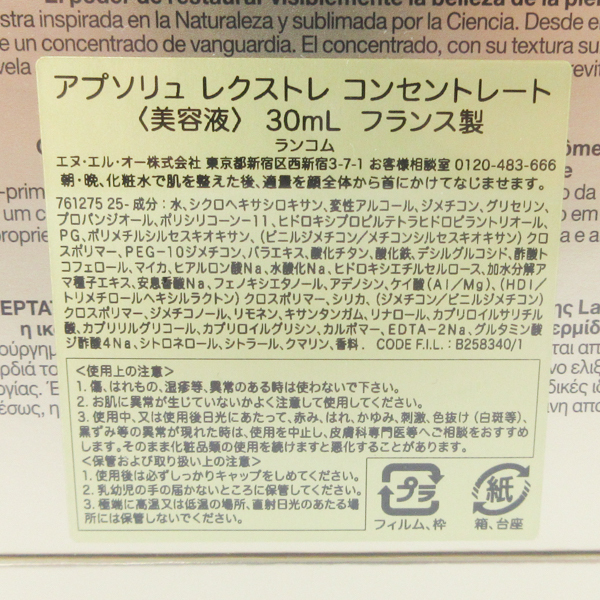 El poder de restaurar visiblemente la belleza de la
stra inspirada en la Naturaleza y sublimada por la Ciencia. Desde
e un concentrado de vanguardia. El concentrado, con su textura
アプソリュ レクストレ コンセントレート
〈美容液〉 30mL フランス製
ランコム
エヌ・エル・オー株式会社 東京都新宿区西新宿3-7-1 お客様相談室 0120-483-666
朝・晩、化粧水で肌を整えた後、適量を顔全体から首にかけてなじませます。
761275 25- 成分：水、シクロヘキサシロキサン、変性アルコール、ジメチコン、グリセリン、
プロパンジオール、ポリシリコーン-11、ヒドロキシプロピルテトラヒドロピラントリオール、
PG、ポリメチルシルセスキオキサン、（ビニルジメチコン/メチコンシルセスキオキサン）クロ
スポリマー、PEG-10ジメチコン、パラキサ、酸化チタン、酸化鉄、デシルグルコシド、酢酸ト
コフェロール、マイカ、ヒアルロン酸Na、水酸化Na、ヒドロキシエチルセルロース、加水分解ア
マ種子エキス、安息香酸Na、フェノキシエタノール、アデノシン、ケイ酸（Al/Mg）、（HDI/
トリメチロールヘキシルラクトン）クロスポリマー、シリカ、（ジメチコン/ビニルジメチコン）
クロスポリマー、ジメチコノール、リモネン、キサンタンガム、リナロール、カプリロイルサリチル
酸、カプリリルグリコール、カプリロイルグリシン、カルボマー、EDTA-2Na、グルタミン酸
ジ酢酸4Na、シトロネロール、シトラール、クマリン、香料. CODE F.I.L. : B258340/1
＜使用上の注意＞
1. 傷、はれもの、湿疹等、異常のある時は使わないで下さい。
2. お肌に異常が生じていないかよく注意して使用してください。
3. 使用中、又は使用後日光にあたって、赤み、はれ、かゆみ、刺激、色抜け（白斑等）、
黒ずみ等の異常が現れた時は、使用を中止し、皮膚科専門医等へご相談をおすすめ
します。そのまま化粧品類の使用を続けますと悪化することがあります。
＜保管および取り扱い上の注意＞
1. 使用後は必ずしっかりキャップをしめてください。
2. 乳幼児の手の届かないところに保管してください。
3. 極端に高温又は低温の場所、直射日光のあたる場
所には保管しないでください。
プラ
フィルム、枠
紙
箱、台座